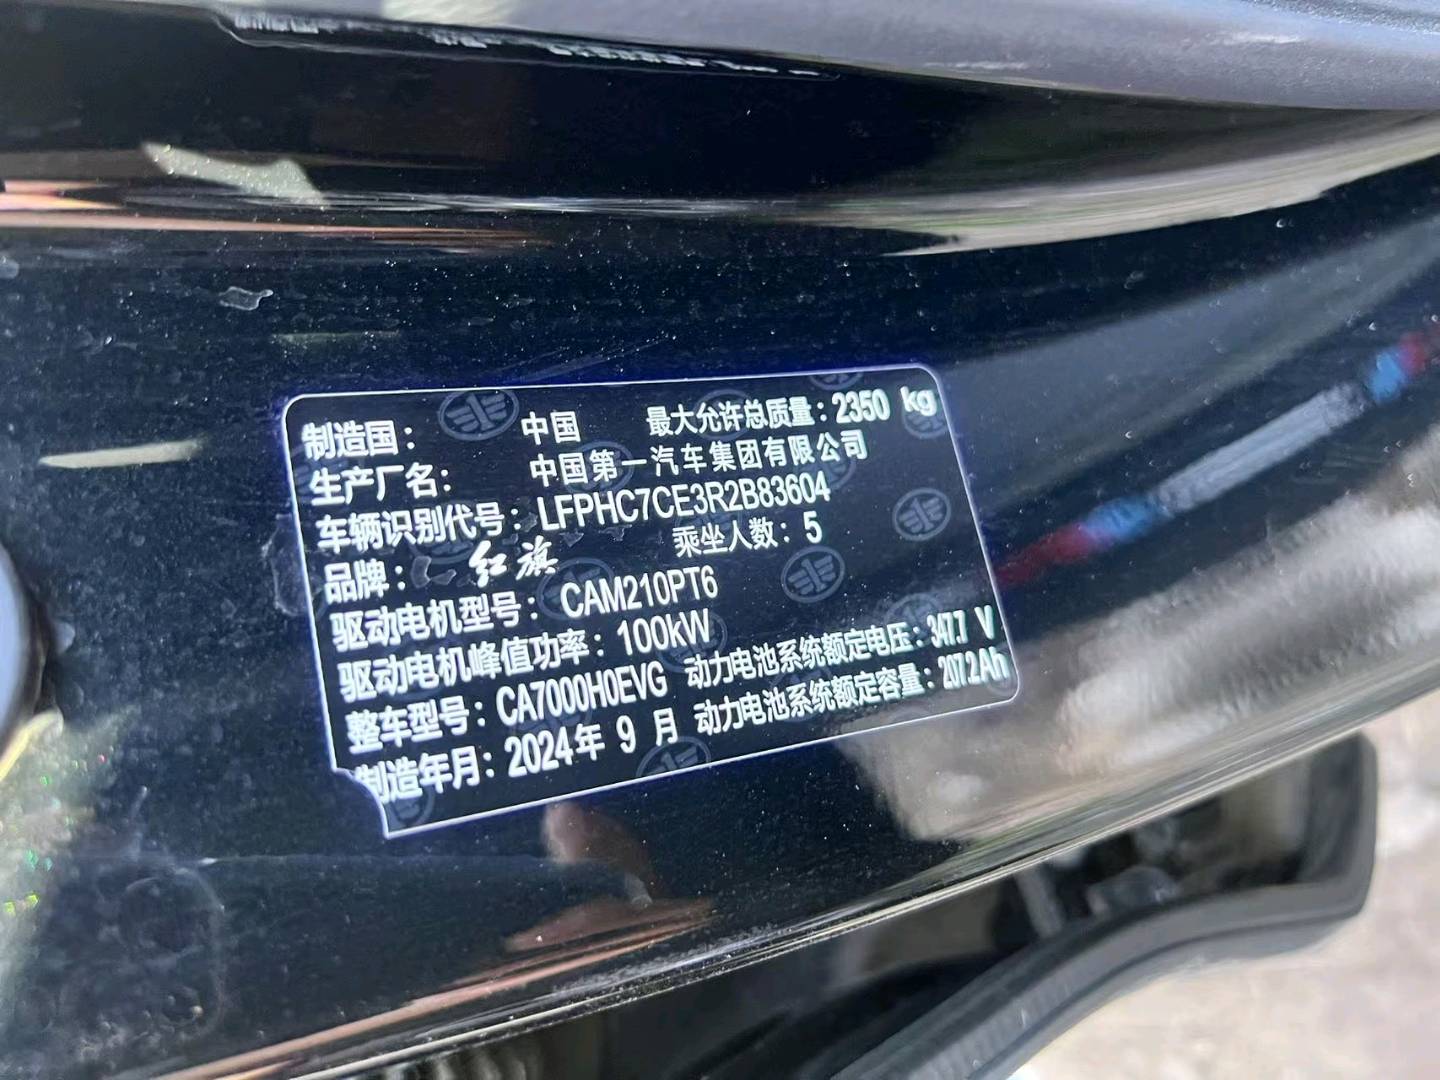 制造国： 中国 最大允许总质量：2350 kg
生产厂名： 中国第一汽车集团有限公司
车辆识别代号：LFPHC7CE3R2B83604
品牌： 红旗 乘坐人数：5
驱动电机型号： CAM210PT6
驱动电机峰值功率：100kW
整车型号：CA7000H0EVG 动力电池系统额定电压：347.7 V
制造年月：2024年 9 月 动力电池系统额定容量：207.2Ah